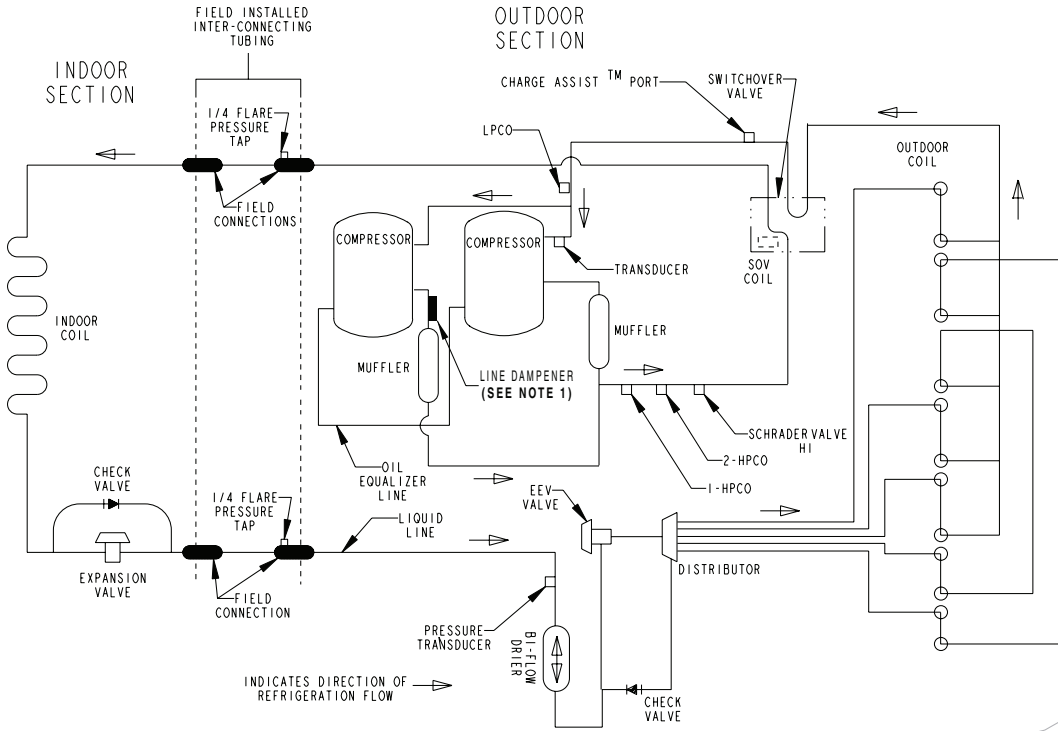 FIELD INSTALLED
INTER-CONNECTING
TUBING
OUTDOOR
SECTION
INDOOR
SECTION
CHARGE ASSIST ™ PORT
SWITCHOVER
VALVE
1/4 FLARE
PRESSURE
TAP
LPCO
OUTDOOR
COIL
FIELD
CONNECTIONS
COMPRESSOR
COMPRESSOR
TRANSDUCER
SOV
COIL
INDOOR
COIL
MUFFLER
MUFFLER
LINE DAMPENER
(SEE NOTE 1)
SCHRADER VALVE
HI
2-HPCO
1-HPCO
OIL
EQUALIZER
LINE
CHECK
VALVE
1/4 FLARE
PRESSURE
TAP
LIQUID
LINE
EEV
VALVE
EXPANSION
VALVE
FIELD
CONNECTION
DISTRIBUTOR
PRESSURE
TRANSDUCER
BI-FLOW
DRIER
INDICATES DIRECTION OF
REFRIGERATION FLOW
CHECK
VALVE